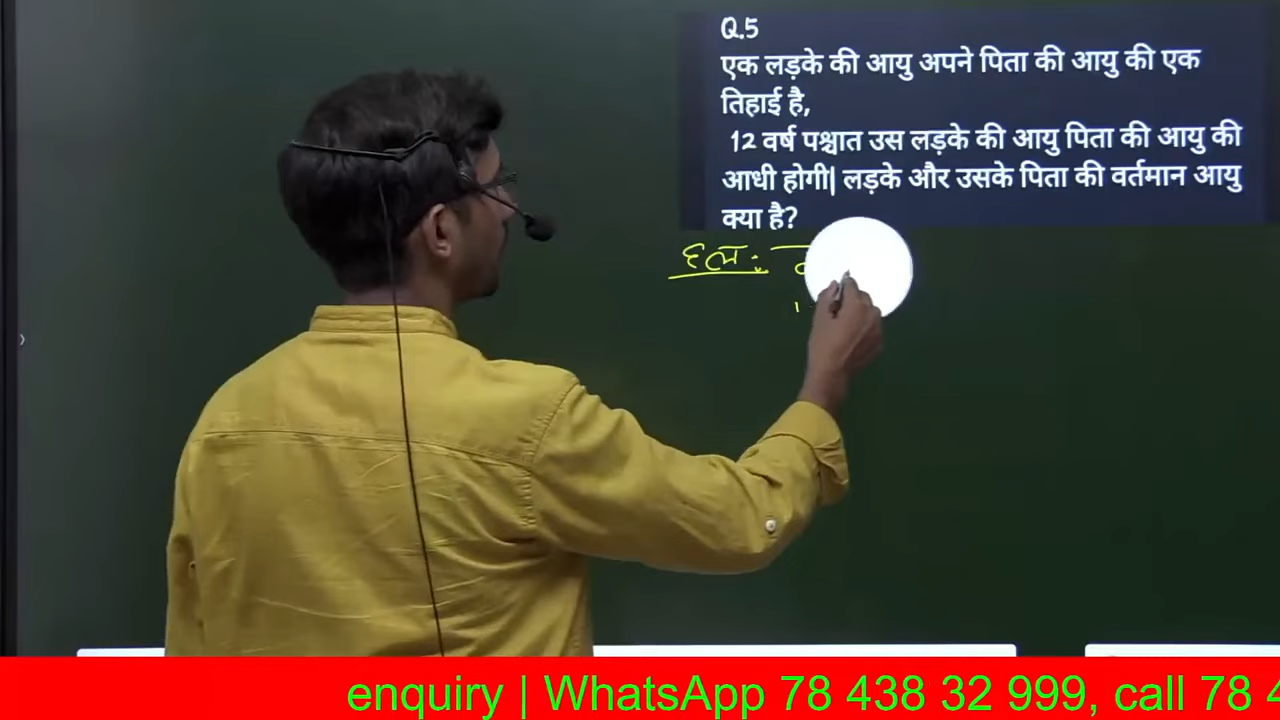 Q.5
एक लड़के की आयु अपने पिता की आयु की एक
तिहाई है,
12 वर्ष पश्चात उस लड़के की आयु पिता की आयु की
आधी होगी| लड़के और उसके पिता की वर्तमान आयु
क्या है?
हल:
enquiry | WhatsApp 78 438 32 999, call 78